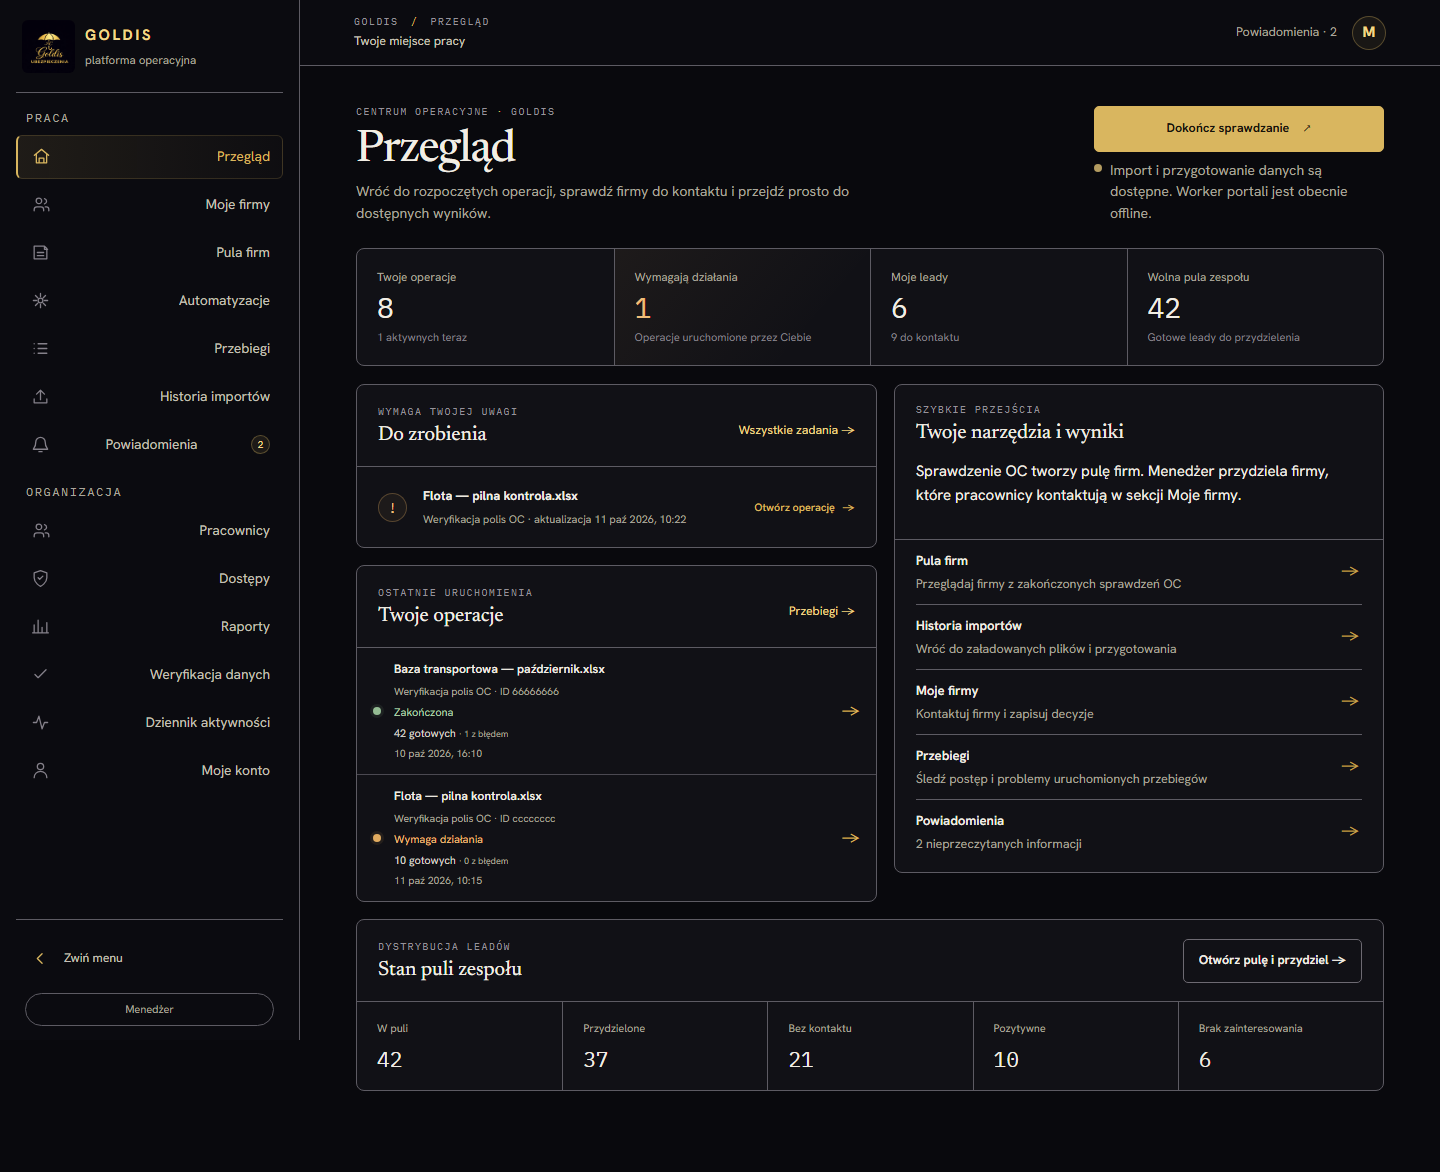 Goldis
UBEZPIECZENIA
GOLDIS
platforma operacyjna
PRACA
Przegląd
Moje firmy
Pula firm
Automatyzacje
Przebiegi
Historia importów
Powiadomienia 2
ORGANIZACJA
Pracownicy
Dostępy
Raporty
Weryfikacja danych
Dziennik aktywności
Moje konto
Zwiń menu
Menedżer
GOLDIS / PRZEGLĄD
Twoje miejsce pracy
Powiadomienia · 2
M
CENTRUM OPERACYJNE · GOLDIS
Przegląd
Wróć do rozpoczętych operacji, sprawdź firmy do kontaktu i przejdź prosto do
dostępnych wyników.
Dokończ sprawdzanie ↗
Import i przygotowanie danych są
dostępne. Worker portali jest obecnie
offline.
Twoje operacje
8
1 aktywnych teraz
Wymagają działania
1
Operacje uruchomione przez Ciebie
Moje leady
6
9 do kontaktu
Wolna pula zespołu
42
Gotowe leady do przydzielenia
WYMAGA TWOJEJ UWAGI
Do zrobienia
Wszystkie zadania →
!
Flota — pilna kontrola.xlsx
Weryfikacja polis OC · aktualizacja 11 paź 2026, 10:22
Otwórz operację →
OSTATNIE URUCHOMIENIA
Twoje operacje
Przebiegi →
Baza transportowa — październik.xlsx
Weryfikacja polis OC · ID 66666666
Zakończona
42 gotowych · 1 z błędem
10 paź 2026, 16:10
→
Flota — pilna kontrola.xlsx
Weryfikacja polis OC · ID cccccccc
Wymaga działania
10 gotowych · 0 z błędem
11 paź 2026, 10:15
→
SZYBKIE PRZEJŚCIA
Twoje narzędzia i wyniki
Sprawdzenie OC tworzy pulę firm. Menedżer przydziela firmy,
które pracownicy kontaktują w sekcji Moje firmy.
Pula firm
Przeglądaj firmy z zakończonych sprawdzeń OC
→
Historia importów
Wróć do załadowanych plików i przygotowania
→
Moje firmy
Kontaktuj firmy i zapisuj decyzje
→
Przebiegi
Śledź postęp i problemy uruchomionych przebiegów
→
Powiadomienia
2 nieprzeczytanych informacji
→
DYSTRYBUCJA LEADÓW
Stan puli zespołu
Otwórz pulę i przydziel →
W puli
42
Przydzielone
37
Bez kontaktu
21
Pozytywne
10
Brak zainteresowania
6